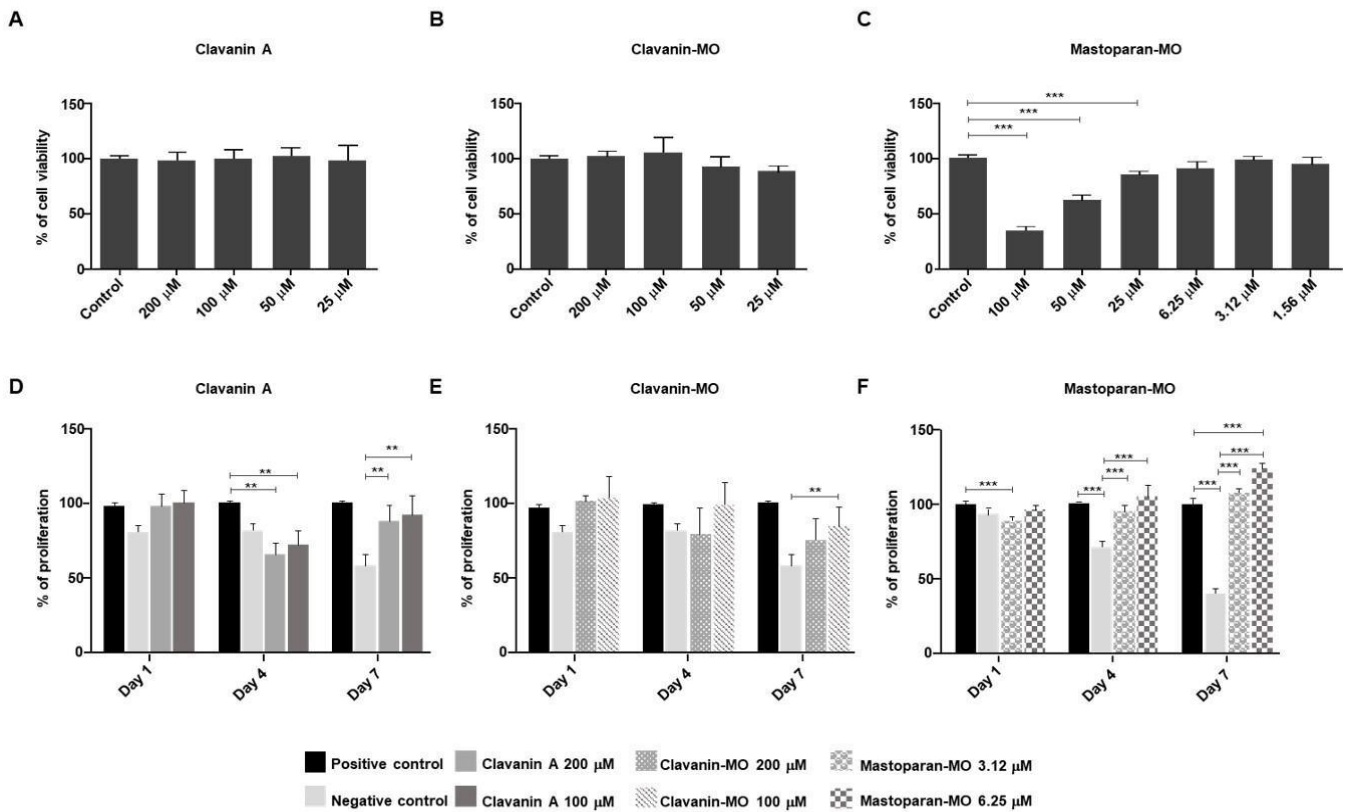 A
B
C
Clavanin A
Clavanin-MO
Mastoparan-MO
% of cell viability
150
100
50
0
Control
200 μM
100 μM
50 μM
25 μM
% of cell viability
150
100
50
0
Control
200 μM
100 μM
50 μM
25 μM
% of cell viability
150
100
50
0
***
***
***
Control
100 μM
50 μM
25 μM
6.25 μM
3.12 μM
1.56 μM
D
Clavanin A
E
Clavanin-MO
F
Mastoparan-MO
% of proliferation
150
100
50
0
**
**
**
**
Day 1
Day 4
Day 7
% of proliferation
150
100
50
0
**
Day 1
Day 4
Day 7
% of proliferation
150
100
50
0
***
***
***
***
***
***
***
***
Day 1
Day 4
Day 7
Positive control
Clavanin A 200 μM
Clavanin-MO 200 μM
Mastoparan-MO 3.12 μM
Negative control
Clavanin A 100 μM
Clavanin-MO 100 μM
Mastoparan-MO 6.25 μM